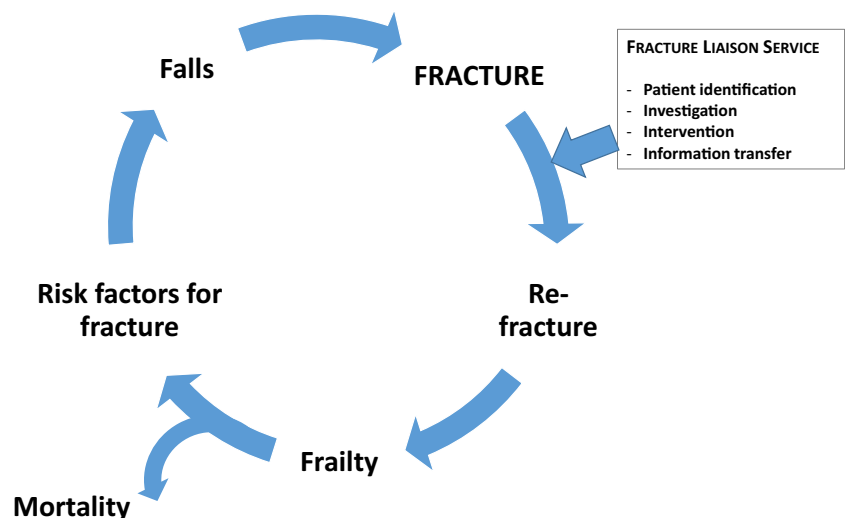 Falls
FRACTURE
FRACTURE LIAISON SERVICE
- Patient identification
- Investigation
- Intervention
- Information transfer
Risk factors for
fracture
Re-
fracture
Frailty
Mortality